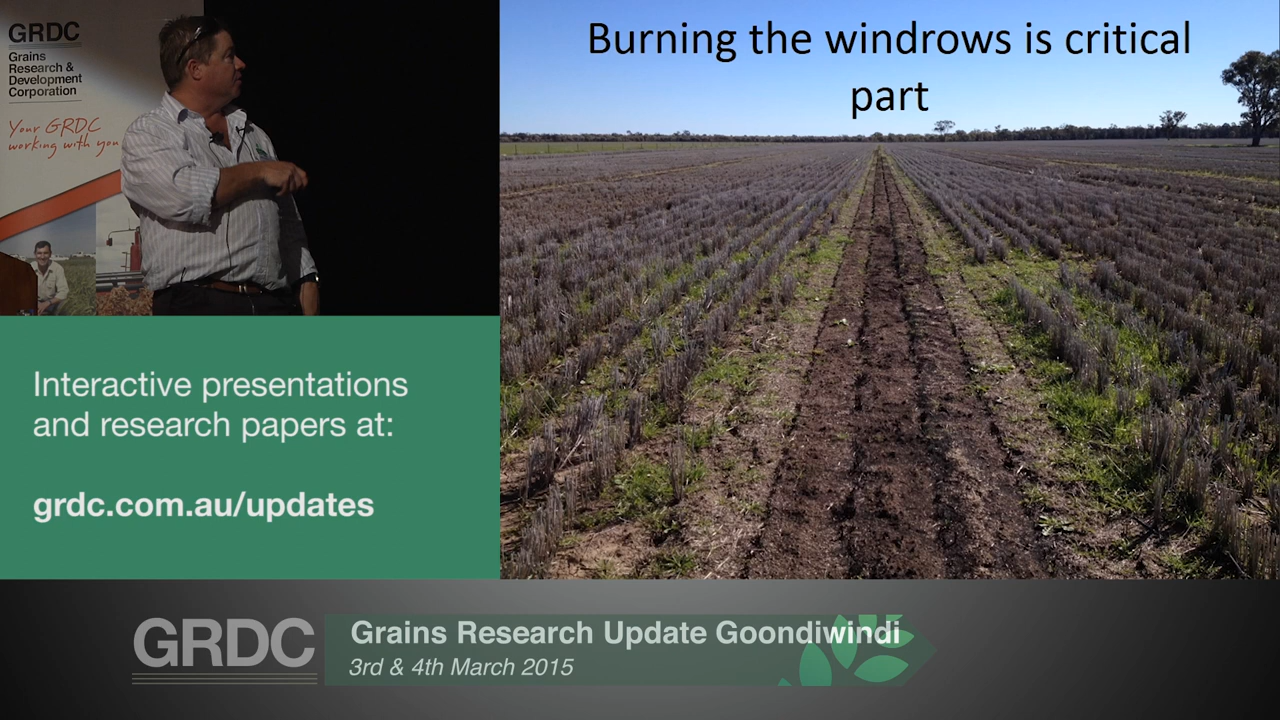 GRDC
Grains
Research &
Development
Corporation
Your GRDC
working with you
Burning the windrows is critical
part
Interactive presentations
and research papers at:
grdc.com.au/updates
GRDC
Grains Research Update Goondiwindi
3rd & 4th March 2015